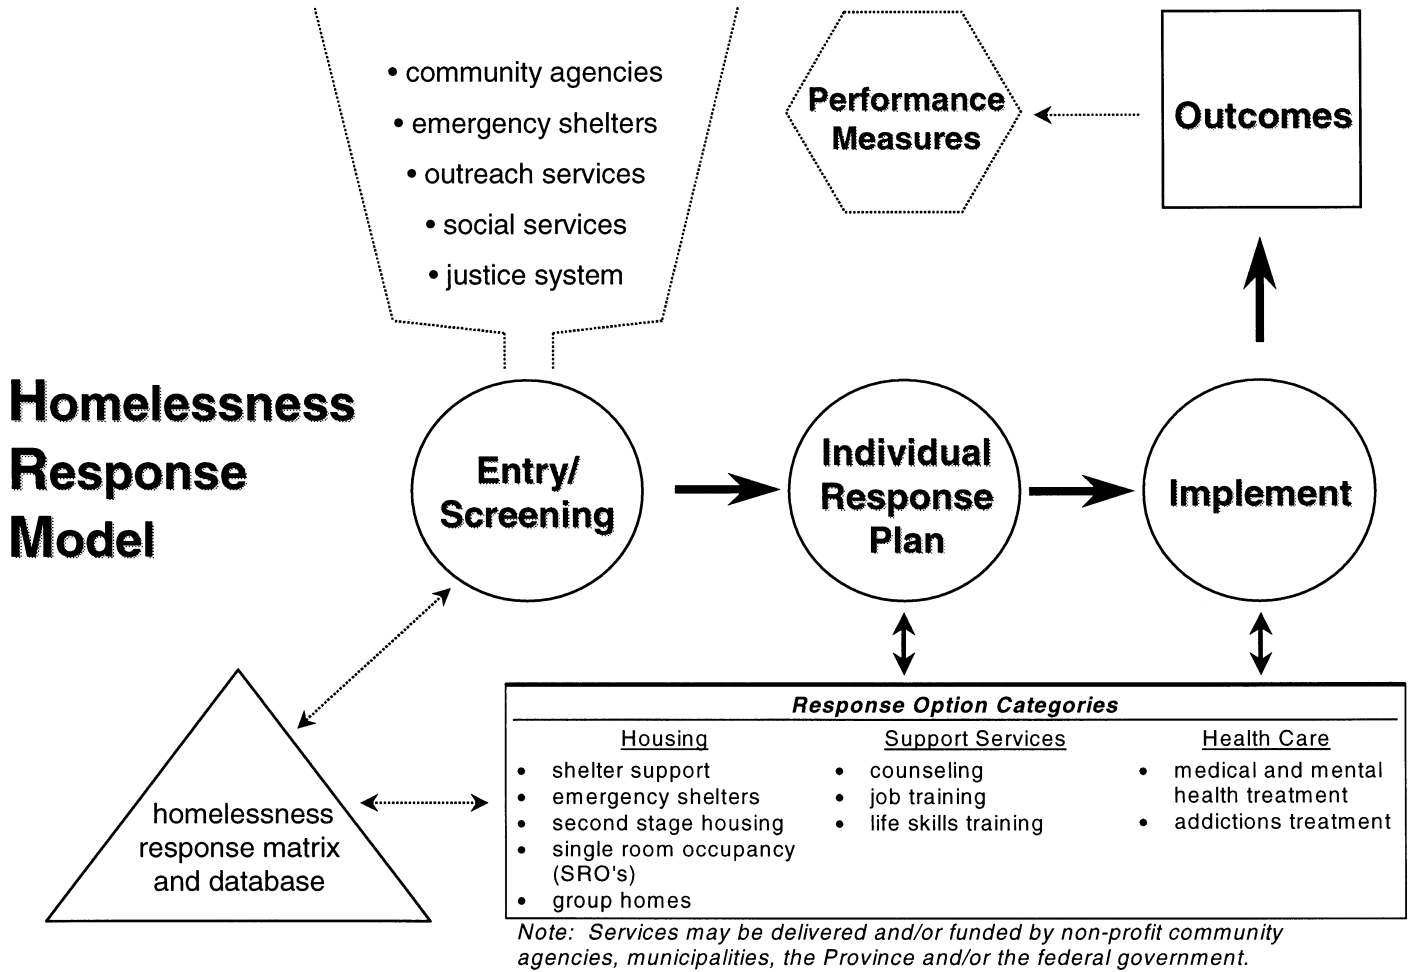 • community agencies
• emergency shelters
• outreach services
• social services
• justice system
Performance
Measures
Outcomes
Homelessness
Response
Model
Entry/
Screening
Individual
Response
Plan
Implement
homelessness
response matrix
and database
Response Option Categories
Housing
• shelter support
• emergency shelters
• second stage housing
• single room occupancy
(SRO's)
• group homes
Support Services
• counseling
• job training
• life skills training
Health Care
• medical and mental
health treatment
• addictions treatment
Note: Services may be delivered and/or funded by non-profit community
agencies, municipalities, the Province and/or the federal government.